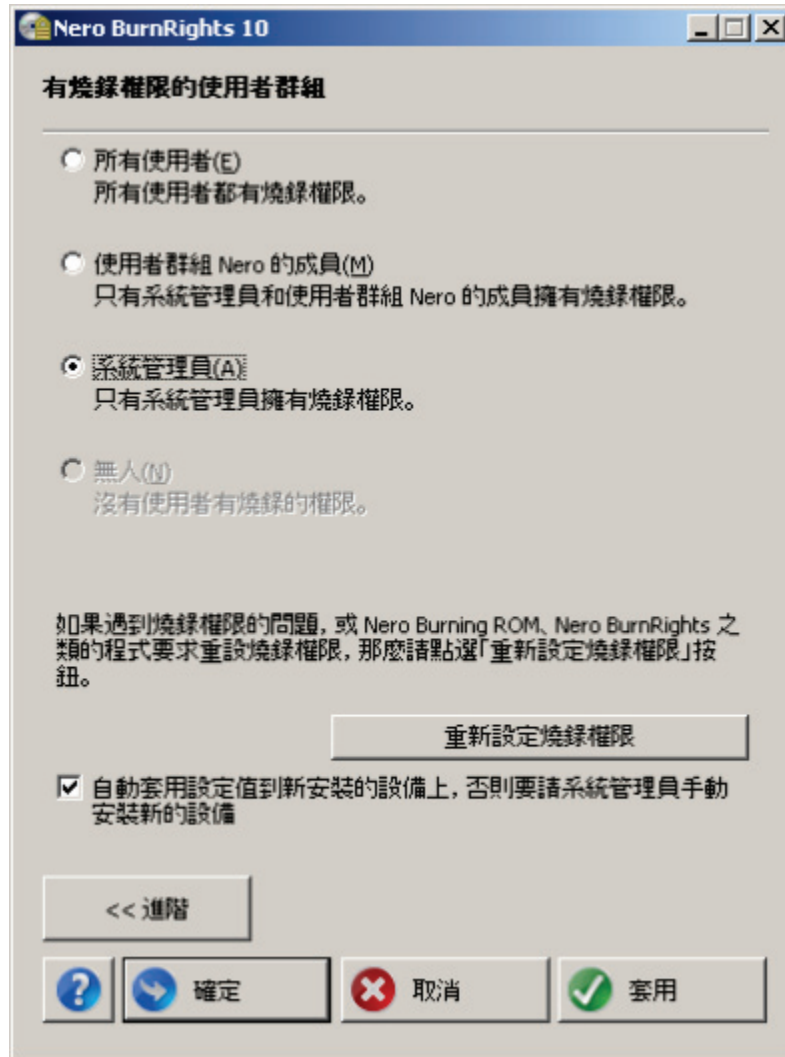 Nero BurnRights 10
有燒錄權限的使用者群組
所有使用者(E)
所有使用者都有燒錄權限。
使用者群組 Nero 的成員(M)
只有系統管理員和使用者群組 Nero 的成員擁有燒錄權限。
系統管理員(A)
只有系統管理員擁有燒錄權限。
無人(N)
沒有使用者有燒錄的權限。
如果遇到燒錄權限的問題，或 Nero Burning ROM、Nero BurnRights 之
類的程式要求重設燒錄權限，那麼請點選「重新設定燒錄權限」按
鈕。
重新設定燒錄權限
自動套用設定值到新安裝的設備上，否則要請系統管理員手動
安裝新的設備
<< 進階
確定
取消
套用